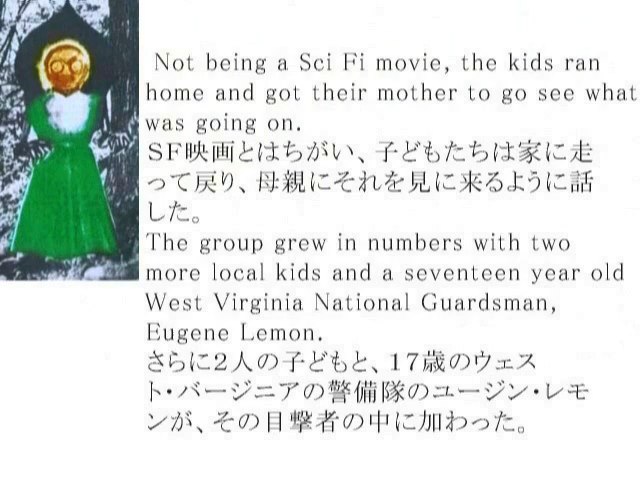 Not being a Sci Fi movie, the kids ran
home and got their mother to go see what
was going on.
ＳＦ映画とはちがい、子どもたちは家に走
って戻り、母親にそれを見に来るように話
した。
The group grew in numbers with two
more local kids and a seventeen year old
West Virginia National Guardsman,
Eugene Lemon.
さらに２人の子どもと、１７歳のウェス
ト・バージニアの警備隊のユージン・レモ
ンが、その目撃者の中に加わった。